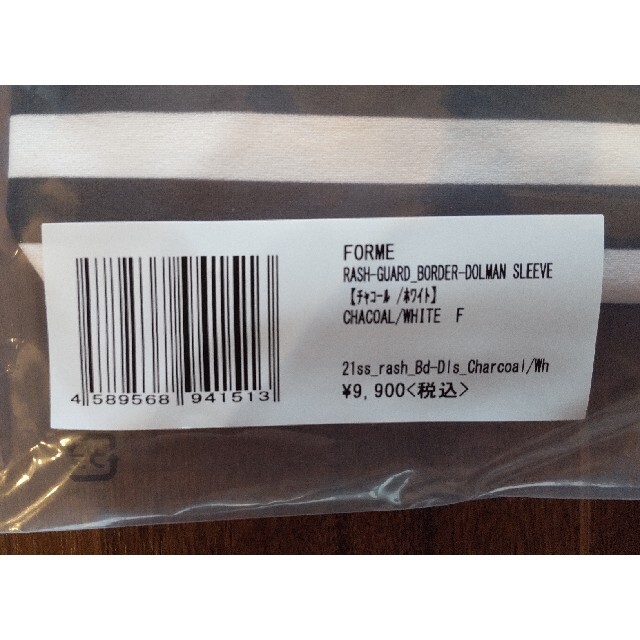 FORME
RASH-GUARD_BORDER-DOLMAN SLEEVE
【ﾁｬｺｰﾙ /ﾎﾜｲﾄ】
CHACOAL/WHITE F
21ss_rash_Bd-Dls_Charcoal/Wh
¥9,900<税込>
4 589568 941513